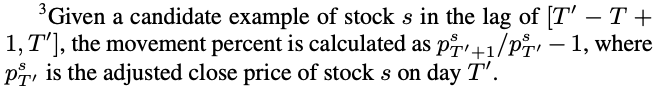 ³Given a candidate example of stock s in the lag of [T′ − T +
1, T′], the movement percent is calculated as p^s_{T′+1}/p^s_{T′} − 1, where
p^s_{T′} is the adjusted close price of stock s on day T′.